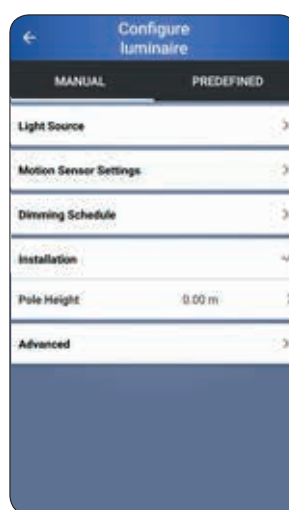 Configure
luminaire
MANUAL PREDEFINED
Light Source
Motion Sensor Settings
Dimming Schedule
Installation
Pole Height 0.00 m
Advanced